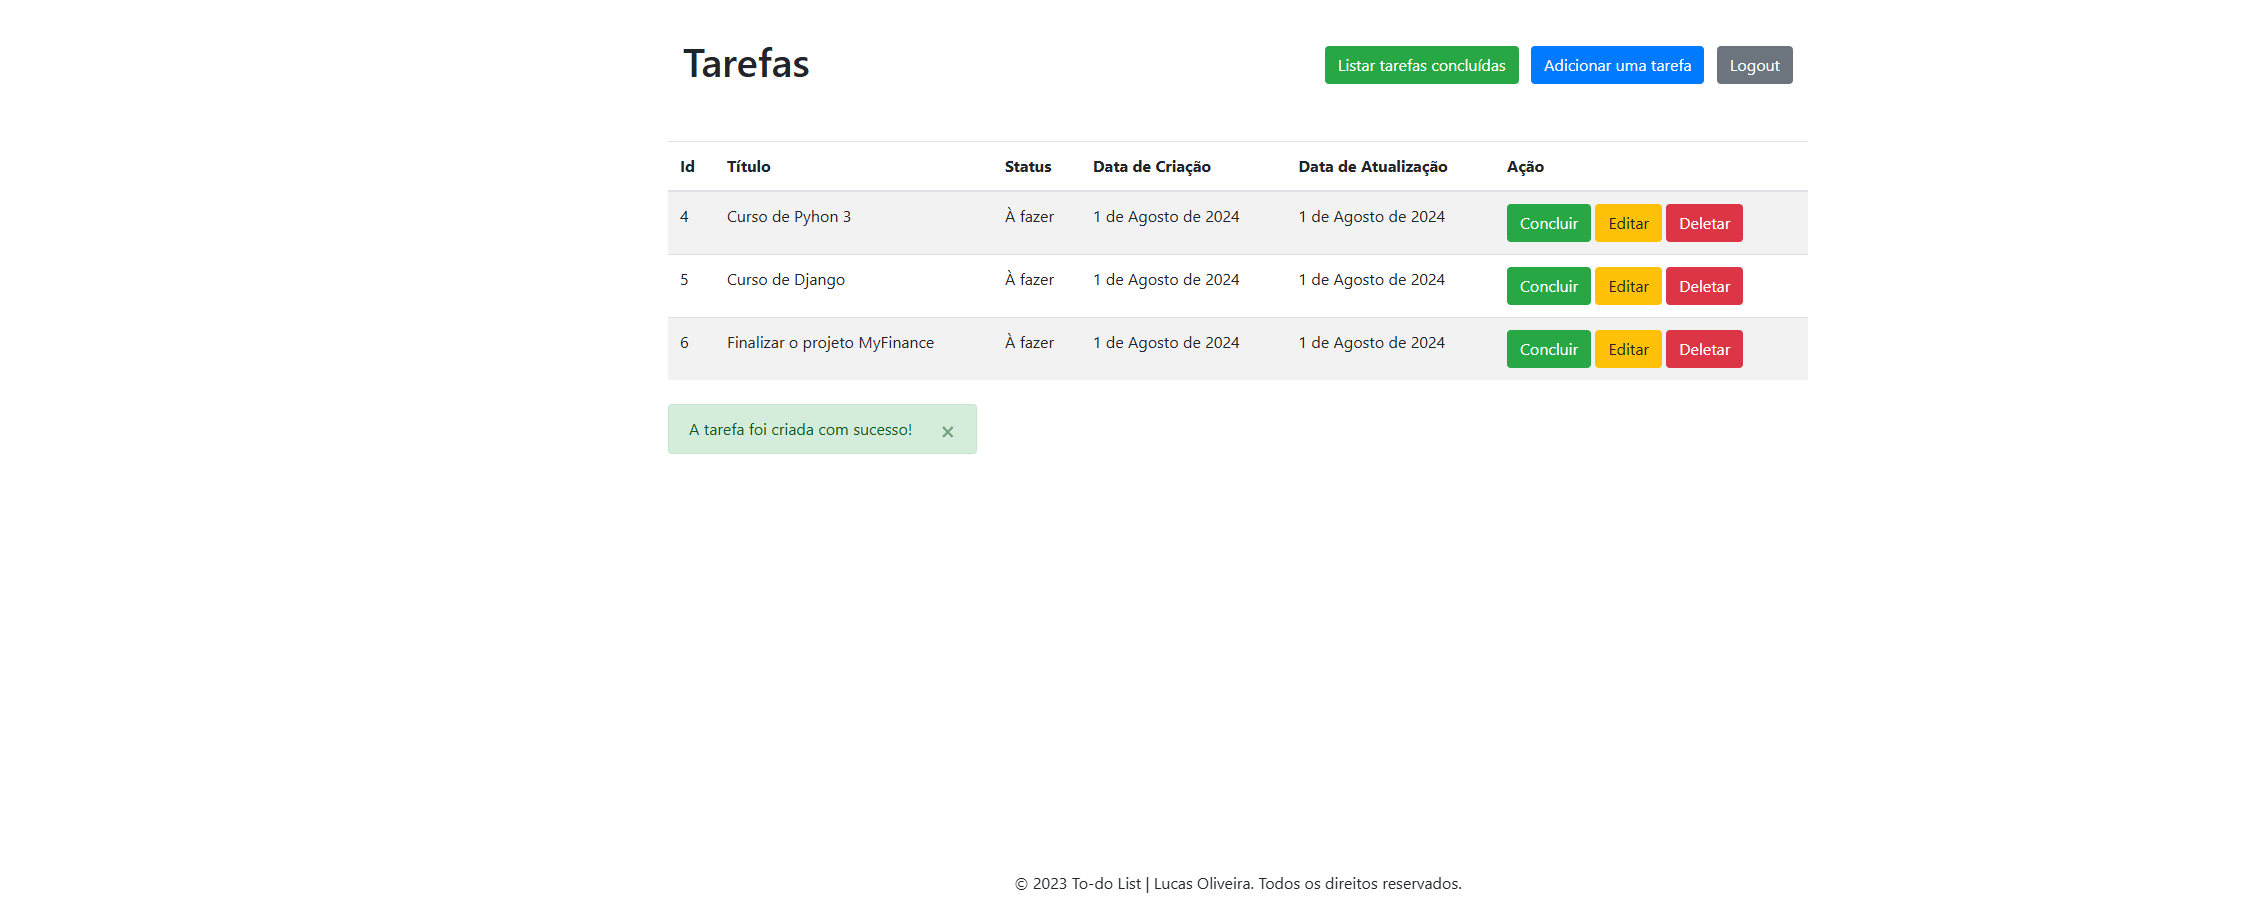 Tarefas
Listar tarefas concluídas Adicionar uma tarefa Logout
Id Título Status Data de Criação Data de Atualização Ação
4 Curso de Pyhon 3 À fazer 1 de Agosto de 2024 1 de Agosto de 2024 Concluir Editar Deletar
5 Curso de Django À fazer 1 de Agosto de 2024 1 de Agosto de 2024 Concluir Editar Deletar
6 Finalizar o projeto MyFinance À fazer 1 de Agosto de 2024 1 de Agosto de 2024 Concluir Editar Deletar
A tarefa foi criada com sucesso! ×
© 2023 To-do List | Lucas Oliveira. Todos os direitos reservados.